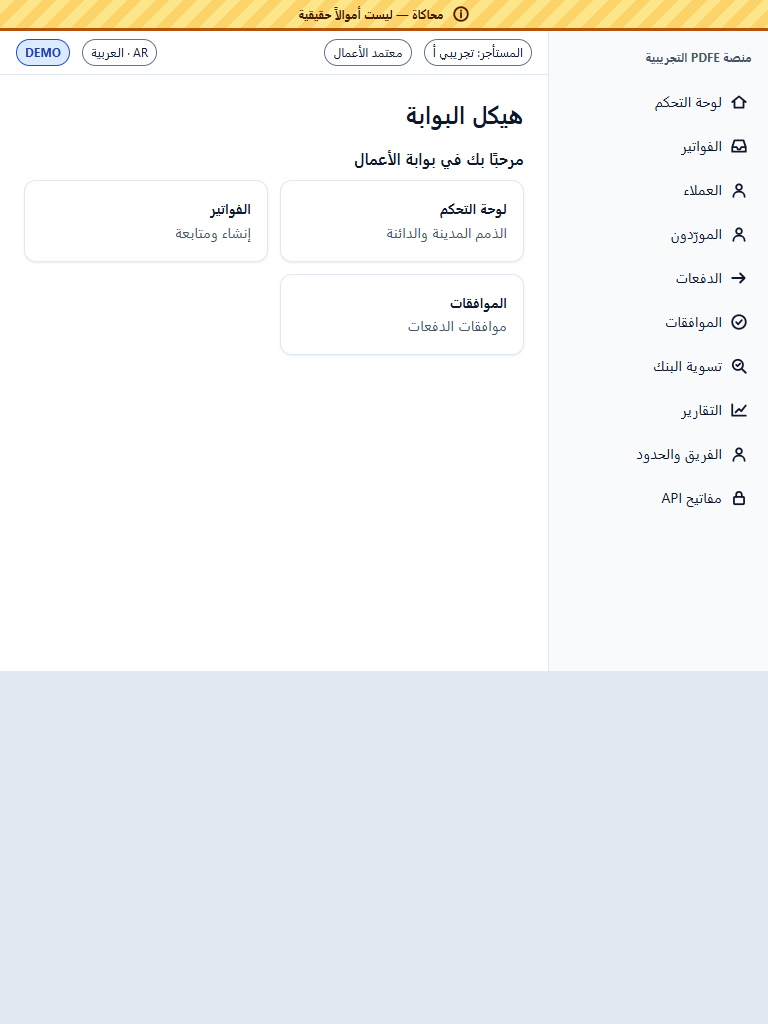 محاكاة — ليست أموالاً حقيقية
منصة PDFE التجريبية
لوحة التحكم
الفواتير
العملاء
المورّدون
الدفعات
الموافقات
تسوية البنك
التقارير
الفريق والحدود
مفاتيح API
المستأجر: تجريبي أ
معتمد الأعمال
AR · العربية
DEMO
هيكل البوابة
مرحبًا بك في بوابة الأعمال
لوحة التحكم
الذمم المدينة والدائنة
الفواتير
إنشاء ومتابعة
الموافقات
موافقات الدفعات